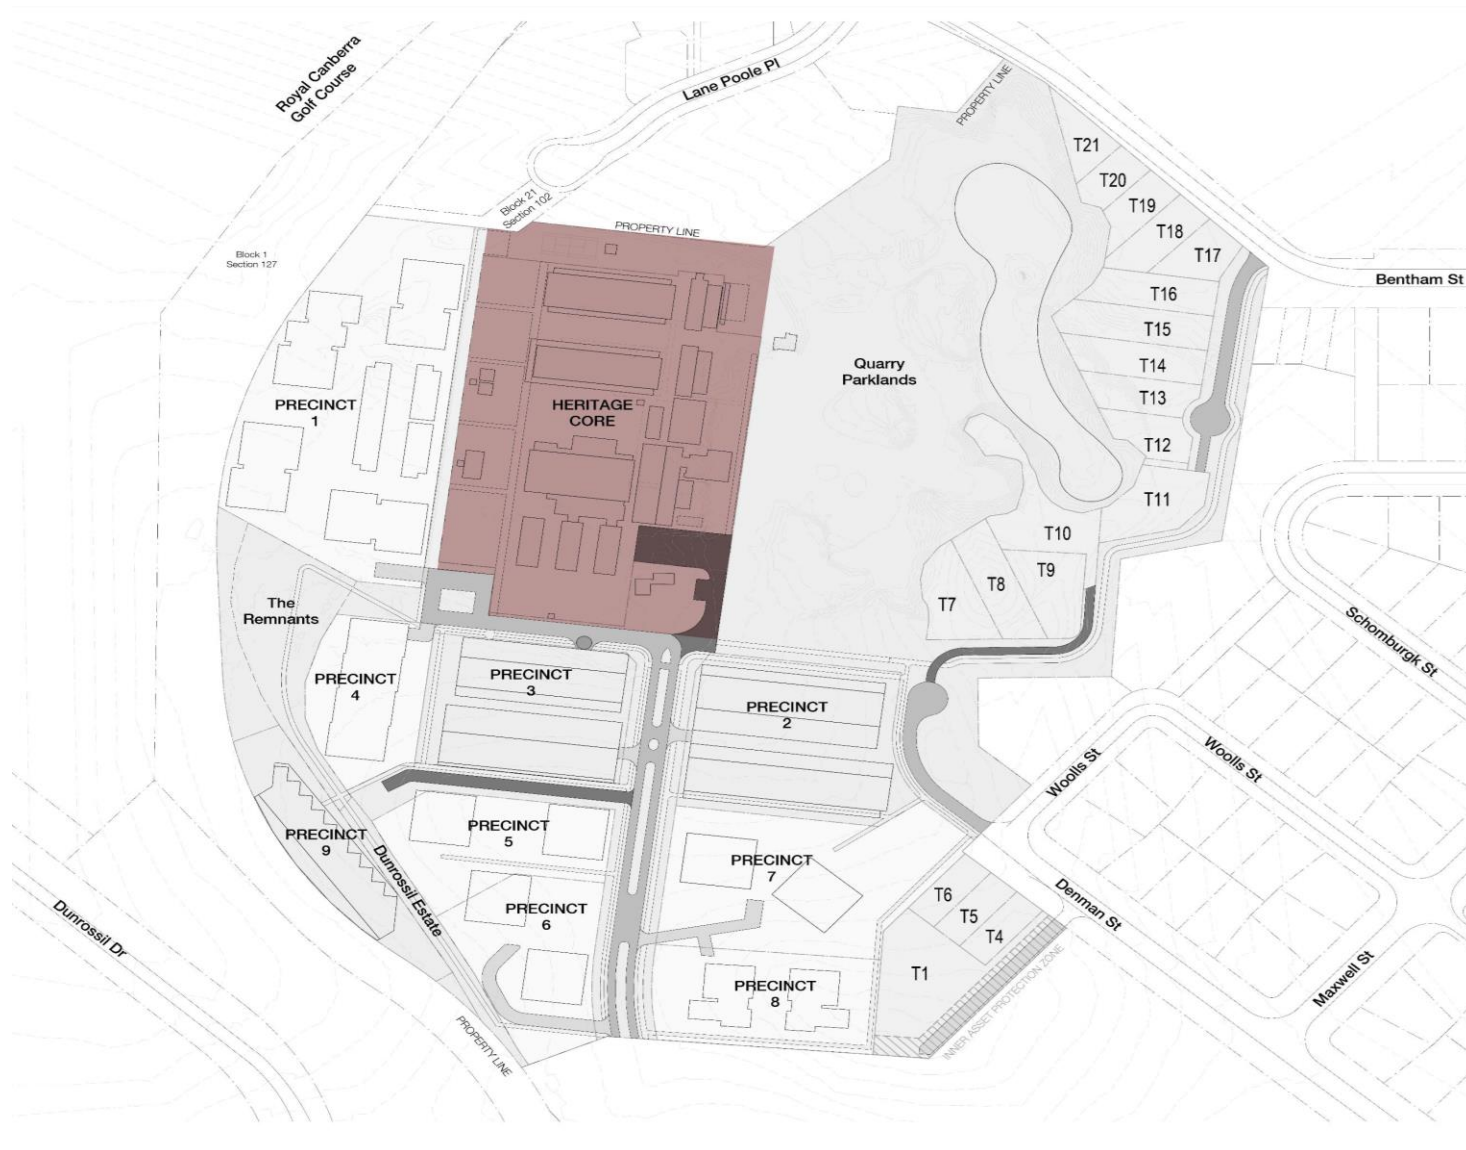 Royal Canberra
Golf Course
Lane Poole Pl
PROPERTY LINE
Block 21
Section 102
PROPERTY LINE
Block 1
Section 127
T21
T20
T19
T18
T17
Bentham St
T16
T15
T14
T13
T12
T11
T10
T9
T8
T7
Quarry
Parklands
HERITAGE
CORE
PRECINCT
1
The
Remnants
PRECINCT
4
PRECINCT
3
PRECINCT
2
Schomburgk St
Woolls St
Woolls St
PRECINCT
9
PRECINCT
5
PRECINCT
7
Dunrossil Estate
PRECINCT
6
T6
T5
T4
T1
Denman St
Dunrossil Dr
PRECINCT
8
Maxwell St
INNER ASSET PROTECTION ZONE
PROPERTY LINE